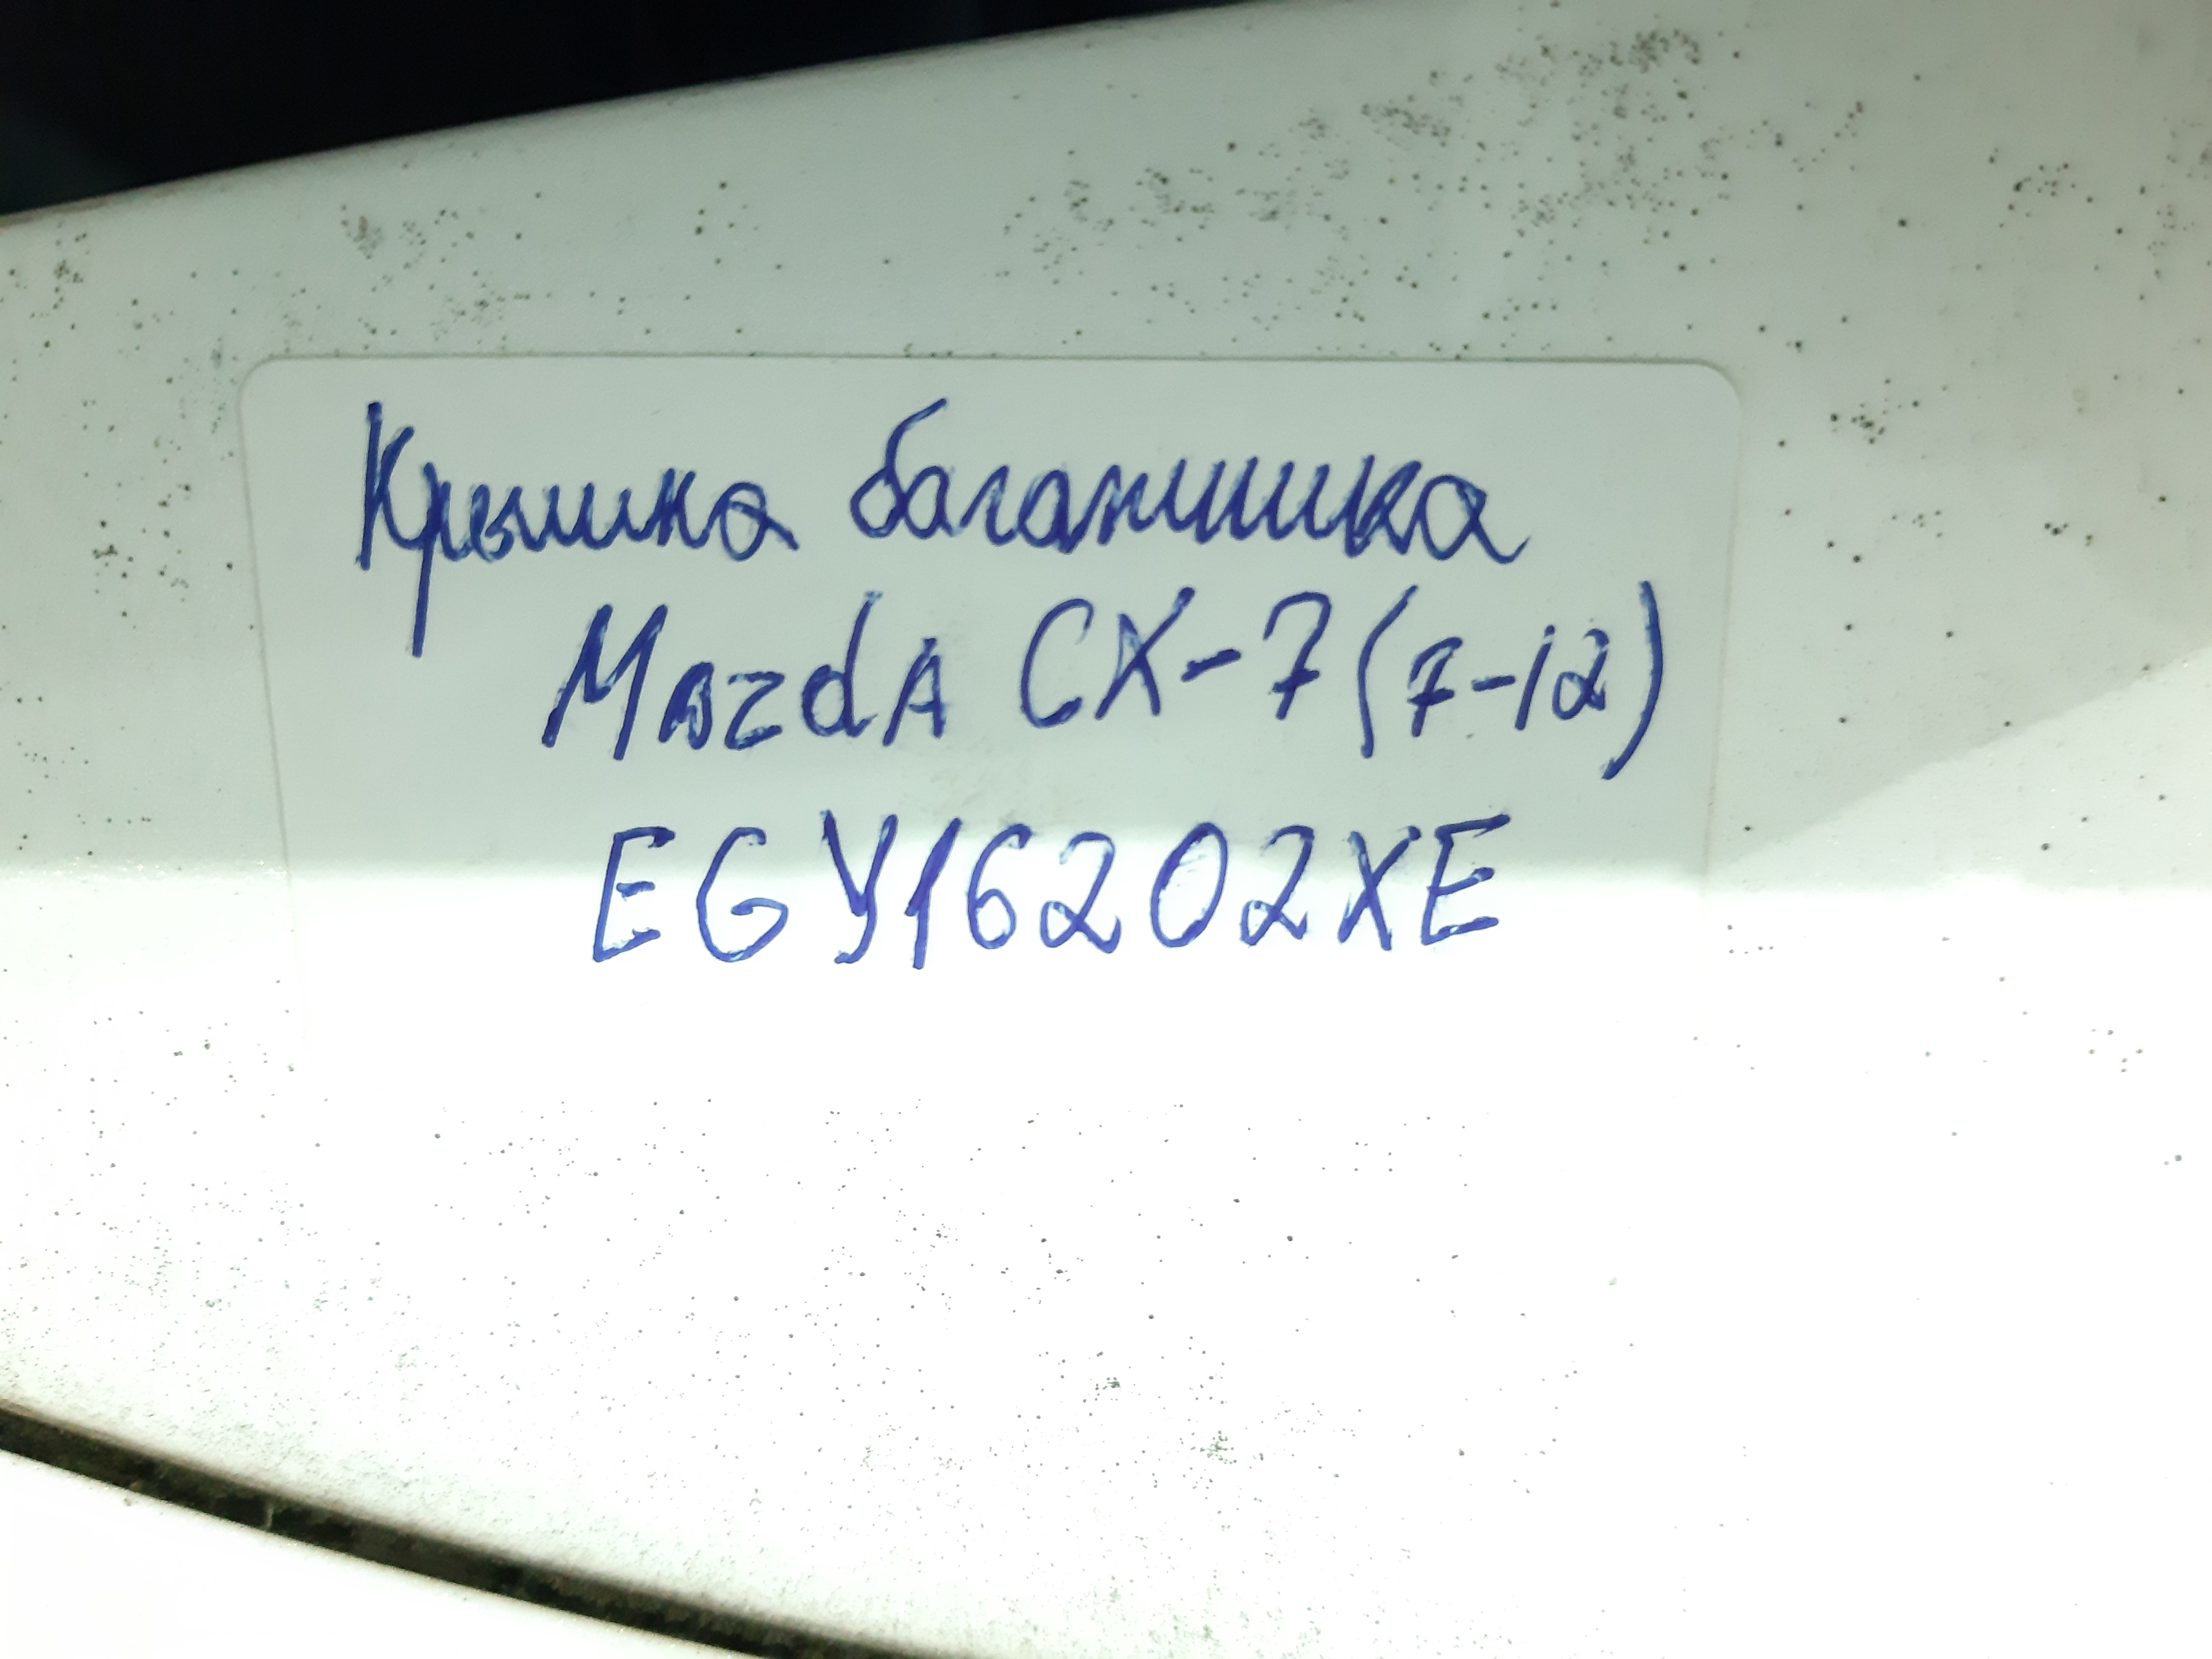 Крышка багажника
Mazda CX-7 (7-12)
EGY16202XE